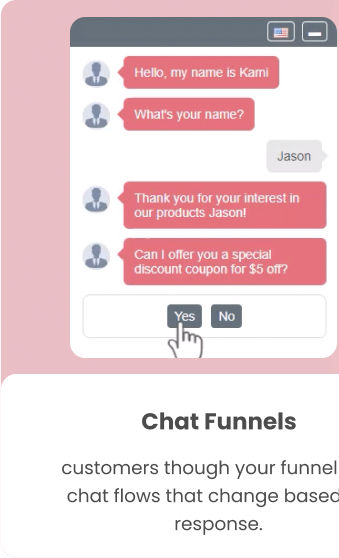 Hello, my name is Kami
What's your name?
Jason
Thank you for your interest in
our products Jason!
Can I offer you a special
discount coupon for $5 off?
Yes No
Chat Funnels
customers though your funnel
chat flows that change based
response.